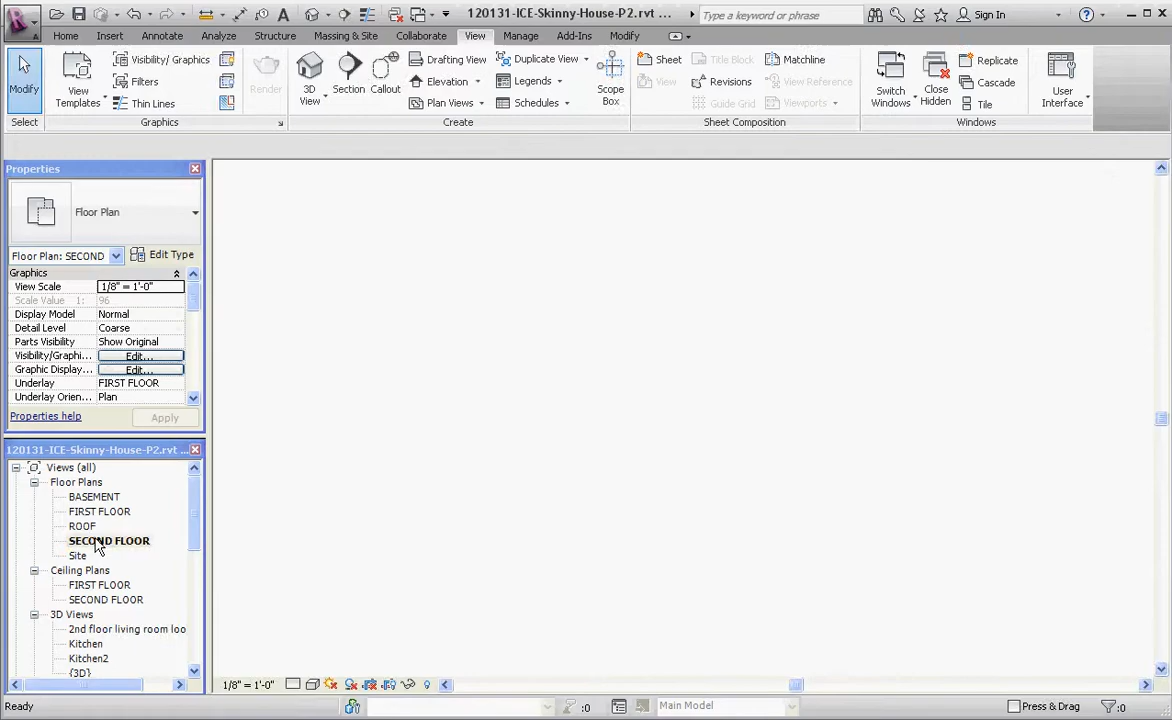 120131-ICE-Skinny-House-P2.rvt ...
Type a keyword or phrase
Sign In
Home Insert Annotate Analyze Structure Massing & Site Collaborate View Manage Add-Ins Modify
Modify
Select
View Templates
Visibility/ Graphics
Filters
Thin Lines
Graphics
Render
3D View
Section
Callout
Drafting View
Elevation
Plan Views
Duplicate View
Legends
Schedules
Scope Box
Create
Sheet
View
Title Block
Revisions
Guide Grid
Matchline
View Reference
Viewports
Sheet Composition
Switch Windows
Close Hidden
Replicate
Cascade
Tile
Windows
User Interface
Properties
Floor Plan
Floor Plan: SECOND
Edit Type
Graphics
View Scale 1/8" = 1'-0"
Scale Value 1: 96
Display Model Normal
Detail Level Coarse
Parts Visibility Show Original
Visibility/Graphi... Edit...
Graphic Display... Edit...
Underlay FIRST FLOOR
Underlay Orien... Plan
Properties help
Apply
120131-ICE-Skinny-House-P2.rvt ...
Views (all)
Floor Plans
BASEMENT
FIRST FLOOR
ROOF
SECOND FLOOR
Site
Ceiling Plans
FIRST FLOOR
SECOND FLOOR
3D Views
2nd floor living room loo
Kitchen
Kitchen2
{3D}
1/8" = 1'-0"
Ready
:0
Main Model
Press & Drag
:0